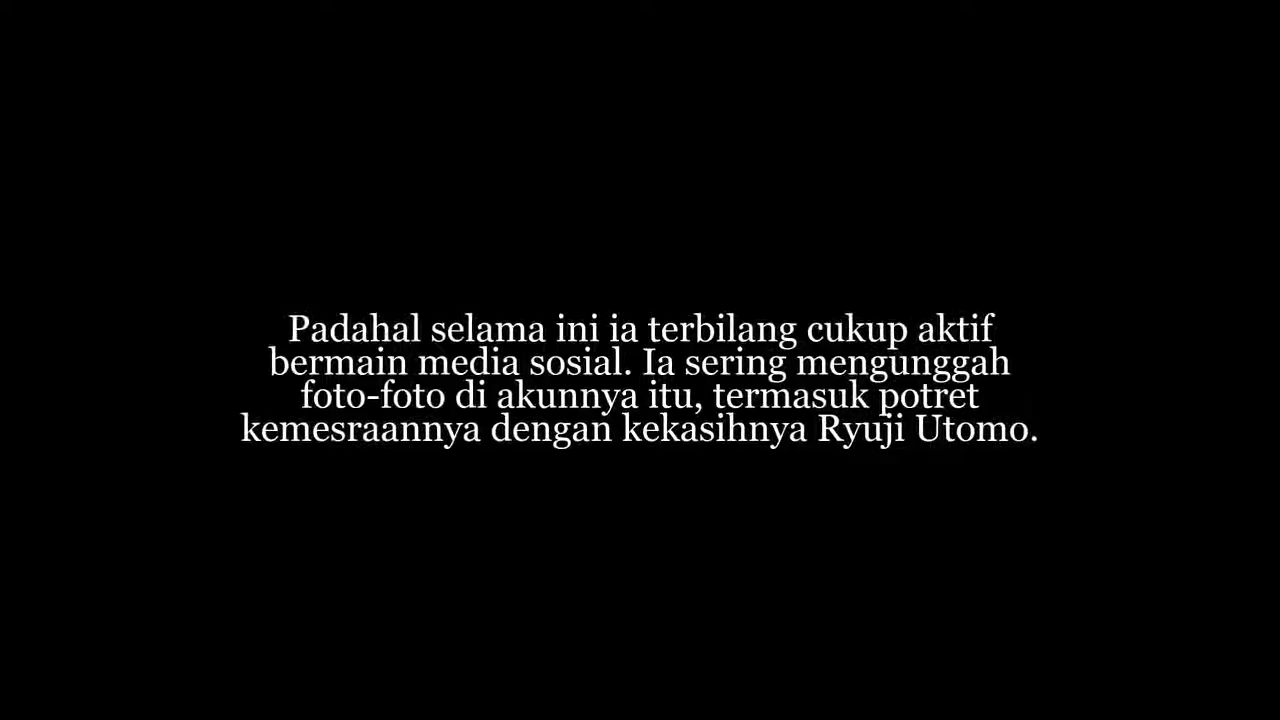 Padahal selama ini ia terbilang cukup aktif
bermain media sosial. Ia sering mengunggah
foto-foto di akunnya itu, termasuk potret
kemesraannya dengan kekasihnya Ryuji Utomo.